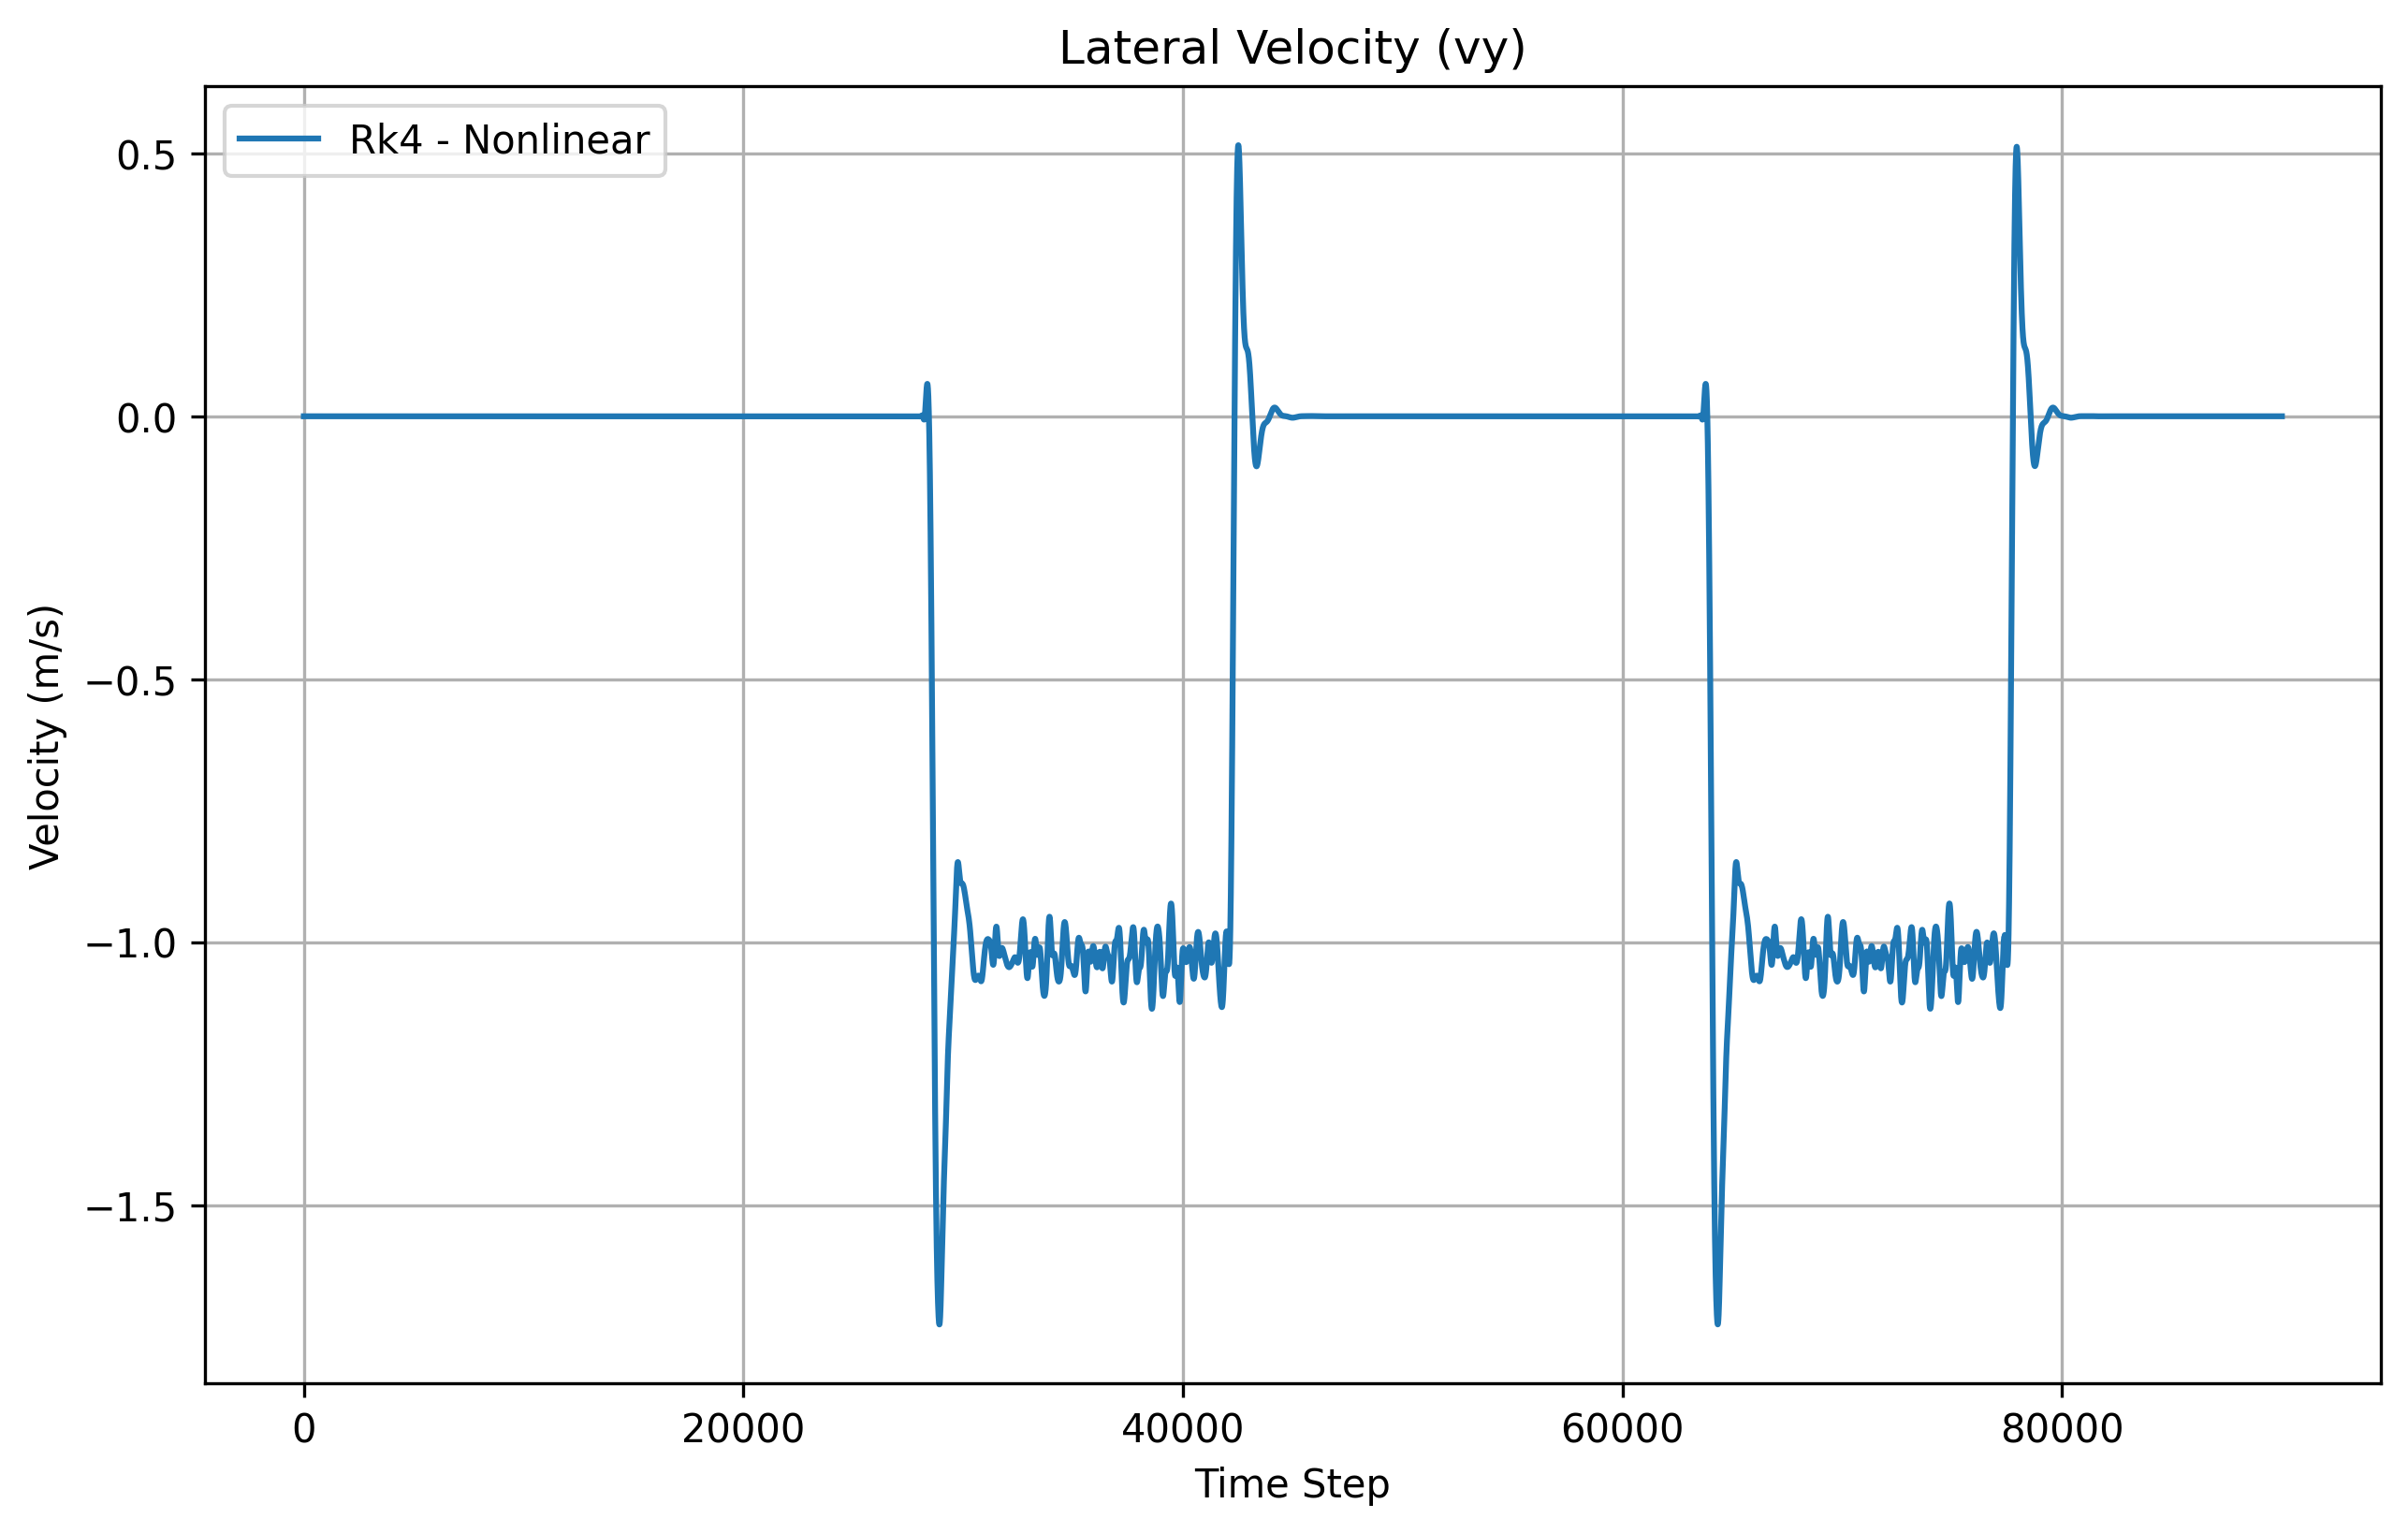 Lateral Velocity (vy)
Rk4 - Nonlinear
0.5
0.0
−0.5
−1.0
−1.5
Velocity (m/s)
0 20000 40000 60000 80000
Time Step